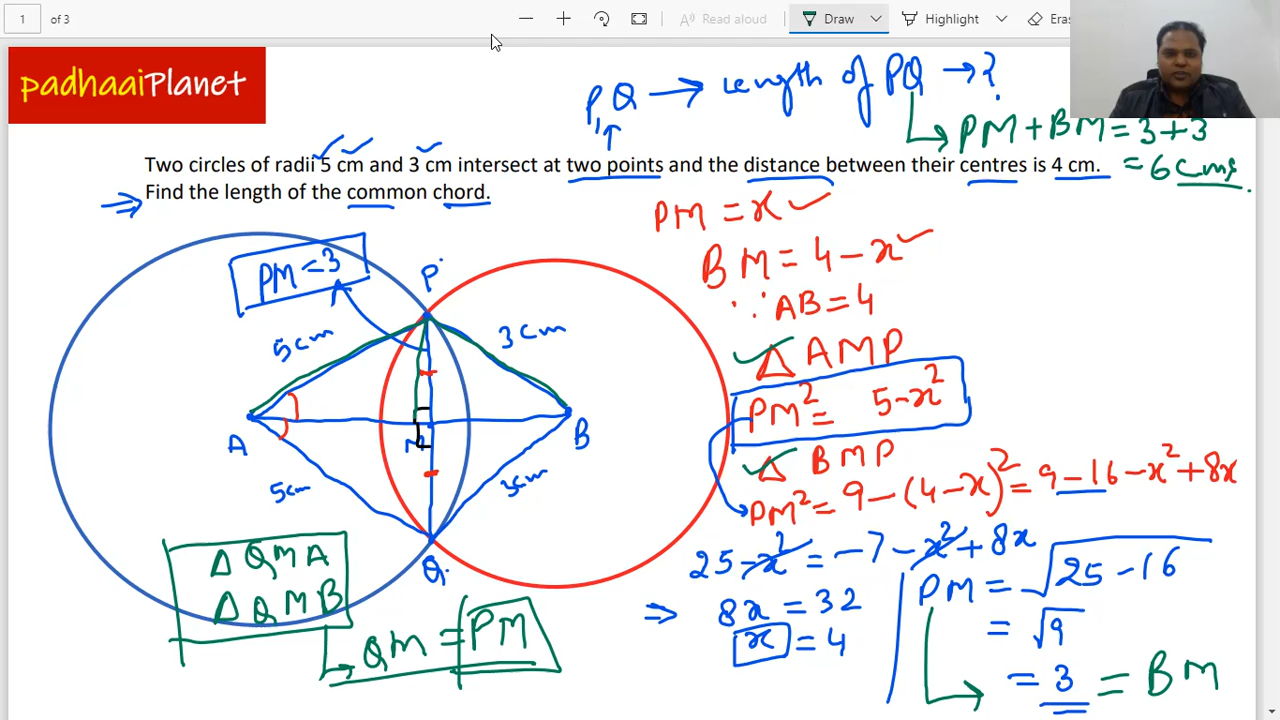 1 of 3 Read aloud Draw Highlight Eras
padhaaiPlanet
PQ → length of PQ → ?
PM + BM = 3 + 3
= 6 cms.
Two circles of radii 5 cm and 3 cm intersect at two points and the distance between their centres is 4 cm.
Find the length of the common chord.
PM = x
BM = 4 - x
∵ AB = 4
Δ AMP
PM² = 5 - x²
Δ BMP
PM² = 9 - (4 - x)² = 9 - 16 - x² + 8x
25 - x² = -7 - x² + 8x
⇒ 8x = 32
x = 4
PM = √25 - 16
= √9
= 3 = BM
PM = 3
P
5cm
3cm
A
M
B
5cm
3cm
Q
Δ QMA
Δ QMB
QM = PM